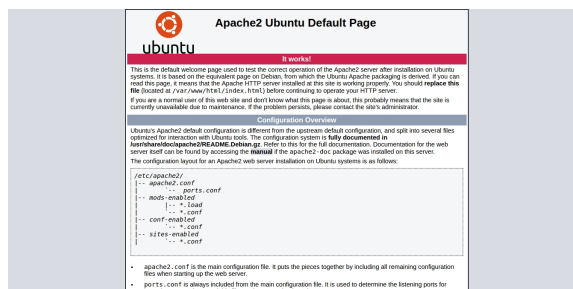 Apache2 Ubuntu Default Page
ubuntu
It works!
This is the default welcome page used to test the correct operation of the Apache2 server after installation on Ubuntu
systems. It is based on the equivalent page on Debian, from which the Ubuntu Apache packaging is derived. If you can
read this page, it means that the Apache HTTP server installed at this site is working properly. You should replace this
file (located at /var/www/html/index.html) before continuing to operate your HTTP server.
If you are a normal user of this web site and don't know what this page is about, this probably means that the site is
currently unavailable due to maintenance. If the problem persists, please contact the site's administrator.
Configuration Overview
Ubuntu's Apache2 default configuration is different from the upstream default configuration, and split into several files
optimized for interaction with Ubuntu tools. The configuration system is fully documented in
/usr/share/doc/apache2/README.Debian.gz. Refer to this for the full documentation. Documentation for the web
server itself can be found by accessing the manual if the apache2-doc package was installed on this server.
The configuration layout for an Apache2 web server installation on Ubuntu systems is as follows:
/etc/apache2/
|-- apache2.conf
|       `--  ports.conf
|-- mods-enabled
|       |-- *.load
|       `-- *.conf
|-- conf-enabled
|       `-- *.conf
|-- sites-enabled
|       `-- *.conf
• apache2.conf is the main configuration file. It puts the pieces together by including all remaining configuration
files when starting up the web server.
• ports.conf is always included from the main configuration file. It is used to determine the listening ports for